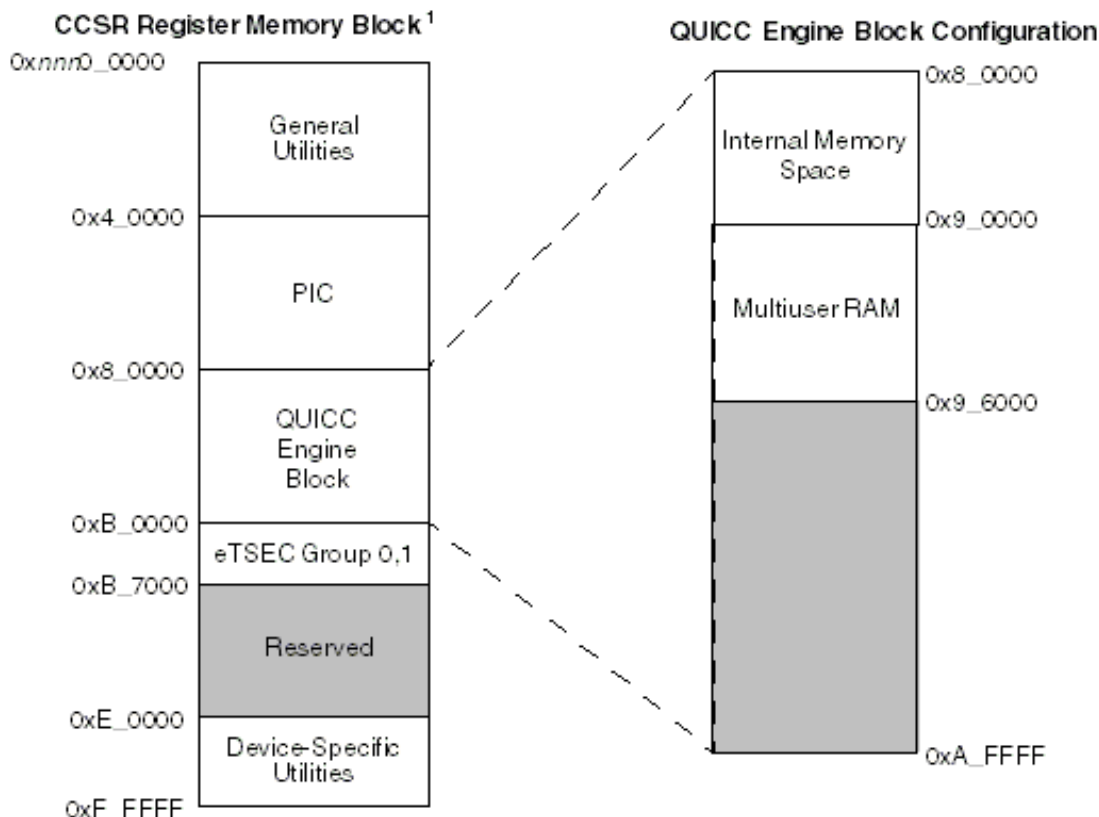 CCSR Register Memory Block 1
0xnnn0_0000
General
Utilities
0x4_0000
PIC
0x8_0000
QUICC
Engine
Block
0xB_0000
eTSEC Group 0,1
0xB_7000
Reserved
0xE_0000
Device-Specific
Utilities
0xF_FFFF
QUICC Engine Block Configuration
0x8_0000
Internal Memory
Space
0x9_0000
Multiuser RAM
0x9_6000
0xA_FFFF